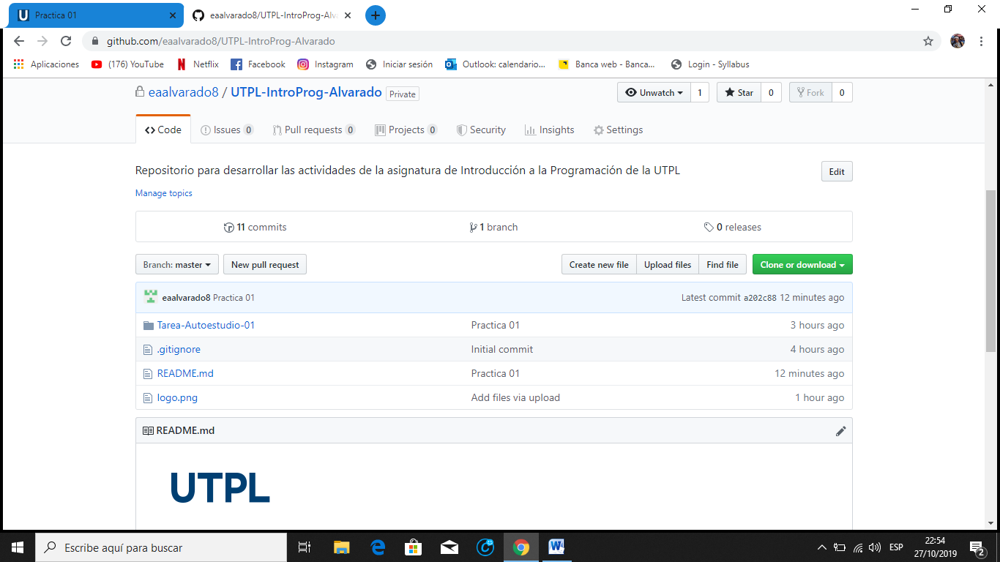 Practica 01
eaalvarado8/UTPL-IntroProg-Alv
github.com/eaalvarado8/UTPL-IntroProg-Alvarado
Aplicaciones (176) YouTube Netflix Facebook Instagram Iniciar sesión Outlook: calendario... Banca web - Banca... Login - Syllabus
eaalvarado8 / UTPL-IntroProg-Alvarado Private Unwatch 1 Star 0 Fork 0
Code Issues 0 Pull requests 0 Projects 0 Security Insights Settings
Repositorio para desarrollar las actividades de la asignatura de Introducción a la Programación de la UTPL Edit
Manage topics
11 commits 1 branch 0 releases
Branch: master New pull request Create new file Upload files Find file Clone or download
eaalvarado8 Practica 01 Latest commit a202c88 12 minutes ago
Tarea-Autoestudio-01 Practica 01 3 hours ago
.gitignore Initial commit 4 hours ago
README.md Practica 01 12 minutes ago
logo.png Add files via upload 1 hour ago
README.md
UTPL
Escribe aquí para buscar
ESP
22:54
27/10/2019
2